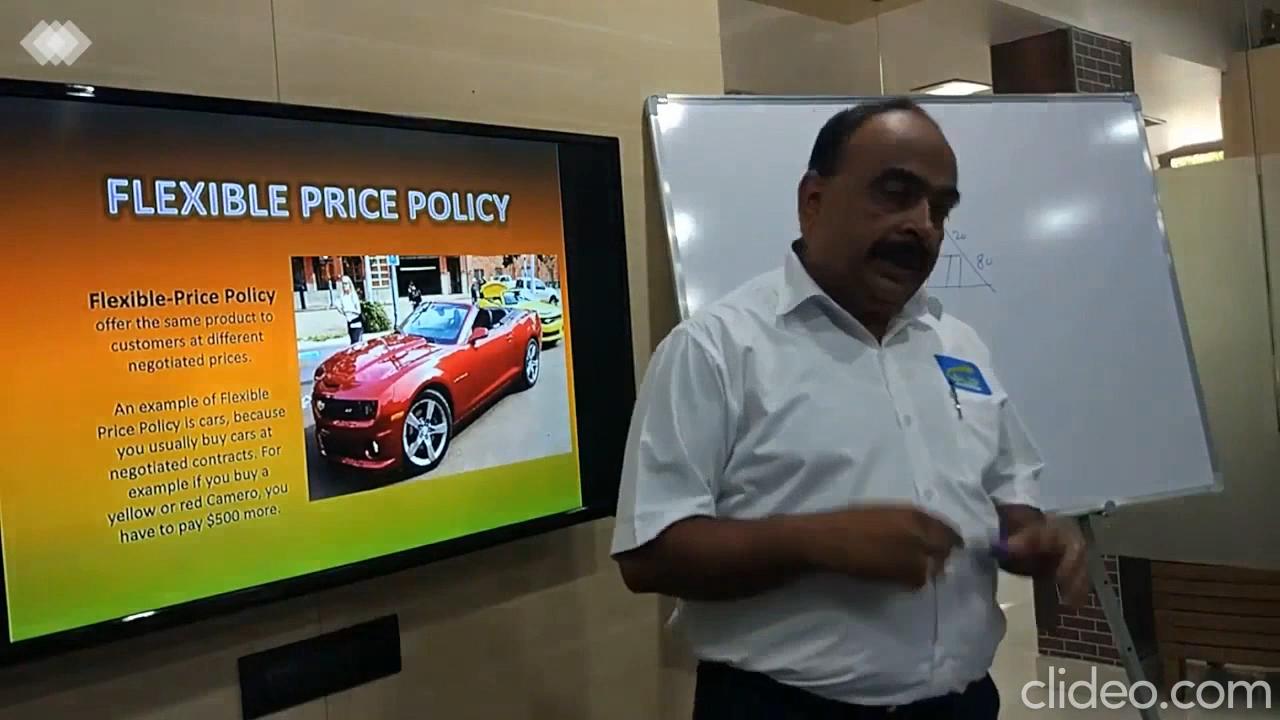 FLEXIBLE PRICE POLICY
Flexible-Price Policy
offer the same product to
customers at different
negotiated prices.
An example of Flexible
Price Policy is cars, because
you usually buy cars at
negotiated contracts. For
example if you buy a
yellow or red Camero, you
have to pay $500 more.
20
80
clideo.com